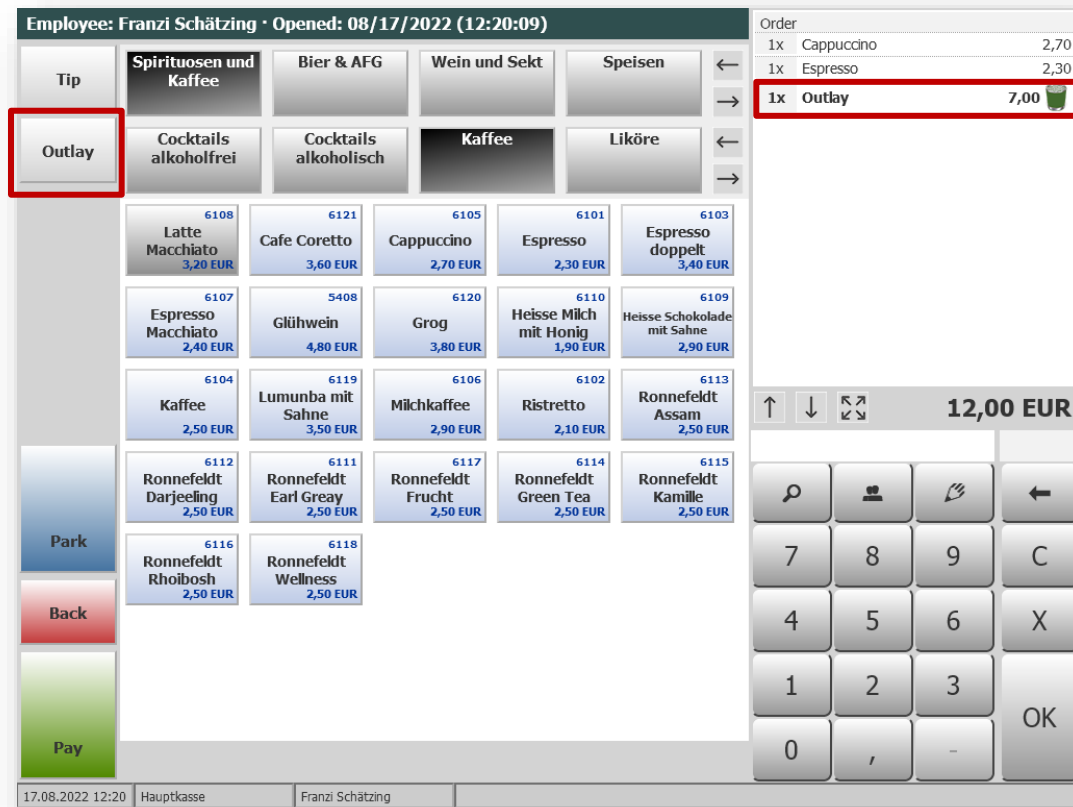 Employee: Franzi Schätzing · Opened: 08/17/2022 (12:20:09)
Tip
Outlay
Park
Back
Pay
Spirituosen und
Kaffee
Bier & AFG
Wein und Sekt
Speisen
←
→
Cocktails
alkoholfrei
Cocktails
alkoholisch
Kaffee
Liköre
←
→
6108
Latte
Macchiato
3,20 EUR
6121
Cafe Coretto
3,60 EUR
6105
Cappuccino
2,70 EUR
6101
Espresso
2,30 EUR
6103
Espresso
doppelt
3,40 EUR
6107
Espresso
Macchiato
2,40 EUR
5408
Glühwein
4,80 EUR
6120
Grog
3,80 EUR
6110
Heisse Milch
mit Honig
1,90 EUR
6109
Heisse Schokolade
mit Sahne
2,90 EUR
6104
Kaffee
2,50 EUR
6119
Lumunba mit
Sahne
3,50 EUR
6106
Milchkaffee
2,90 EUR
6102
Ristretto
2,10 EUR
6113
Ronnefeldt
Assam
2,50 EUR
6112
Ronnefeldt
Darjeeling
2,50 EUR
6111
Ronnefeldt
Earl Greay
2,50 EUR
6117
Ronnefeldt
Frucht
2,50 EUR
6114
Ronnefeldt
Green Tea
2,50 EUR
6115
Ronnefeldt
Kamille
2,50 EUR
6116
Ronnefeldt
Rhoibosh
2,50 EUR
6118
Ronnefeldt
Wellness
2,50 EUR
Order
1x Cappuccino 2,70
1x Espresso 2,30
1x Outlay 7,00
↑ ↓ 12,00 EUR
7 8 9 C
4 5 6 X
1 2 3
OK
0 , -
17.08.2022 12:20 Hauptkasse Franzi Schätzing